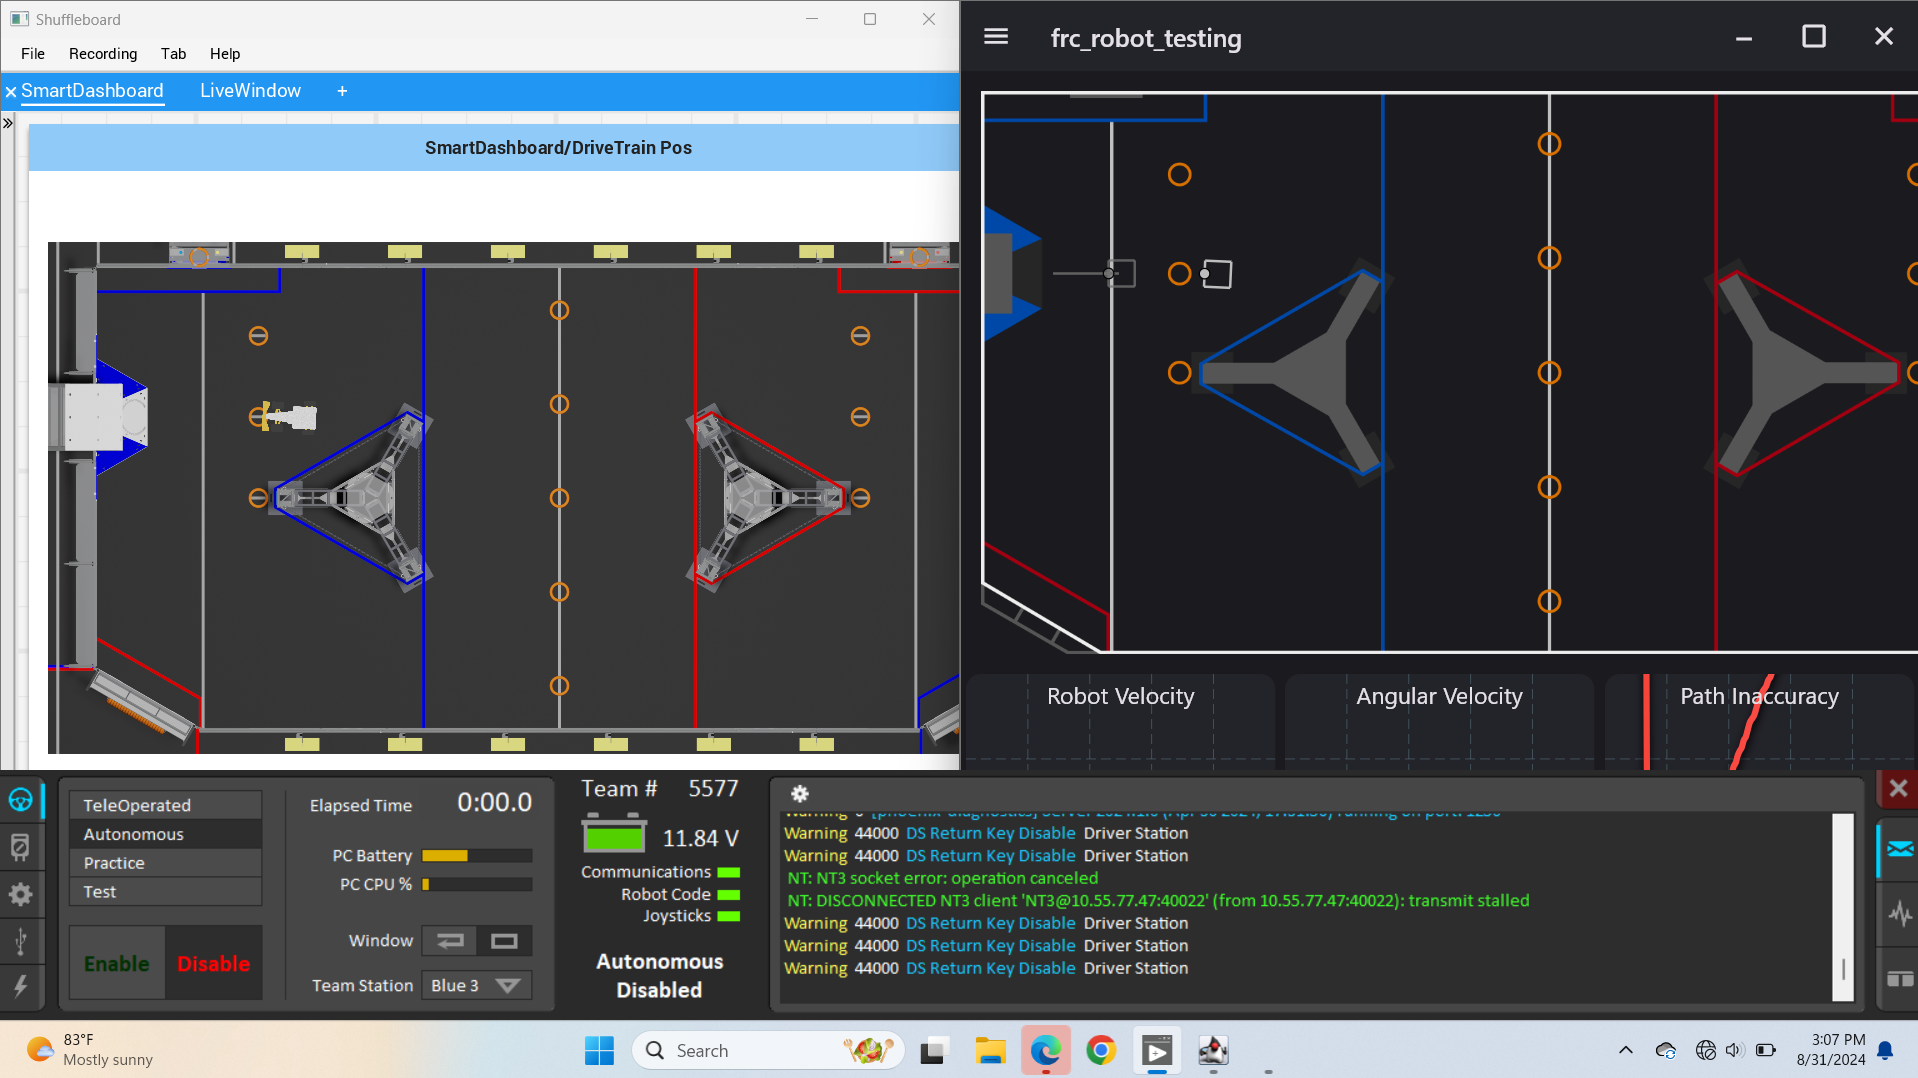 Shuffleboard
File Recording Tab Help
SmartDashboard LiveWindow +
SmartDashboard/DriveTrain Pos
frc_robot_testing
Robot Velocity
Angular Velocity
Path Inaccuracy
TeleOperated
Autonomous
Practice
Test
Enable Disable
Elapsed Time 0:00.0
PC Battery
PC CPU %
Window
Team Station Blue 3
Team # 5577
11.84 V
Communications
Robot Code
Joysticks
Autonomous
Disabled
Warning 44000 DS Return Key Disable Driver Station
Warning 44000 DS Return Key Disable Driver Station
NT: NT3 socket error: operation canceled
NT: DISCONNECTED NT3 client 'NT3@10.55.77.47:40022' (from 10.55.77.47:40022): transmit stalled
Warning 44000 DS Return Key Disable Driver Station
Warning 44000 DS Return Key Disable Driver Station
Warning 44000 DS Return Key Disable Driver Station
83°F
Mostly sunny
Search
3:07 PM
8/31/2024